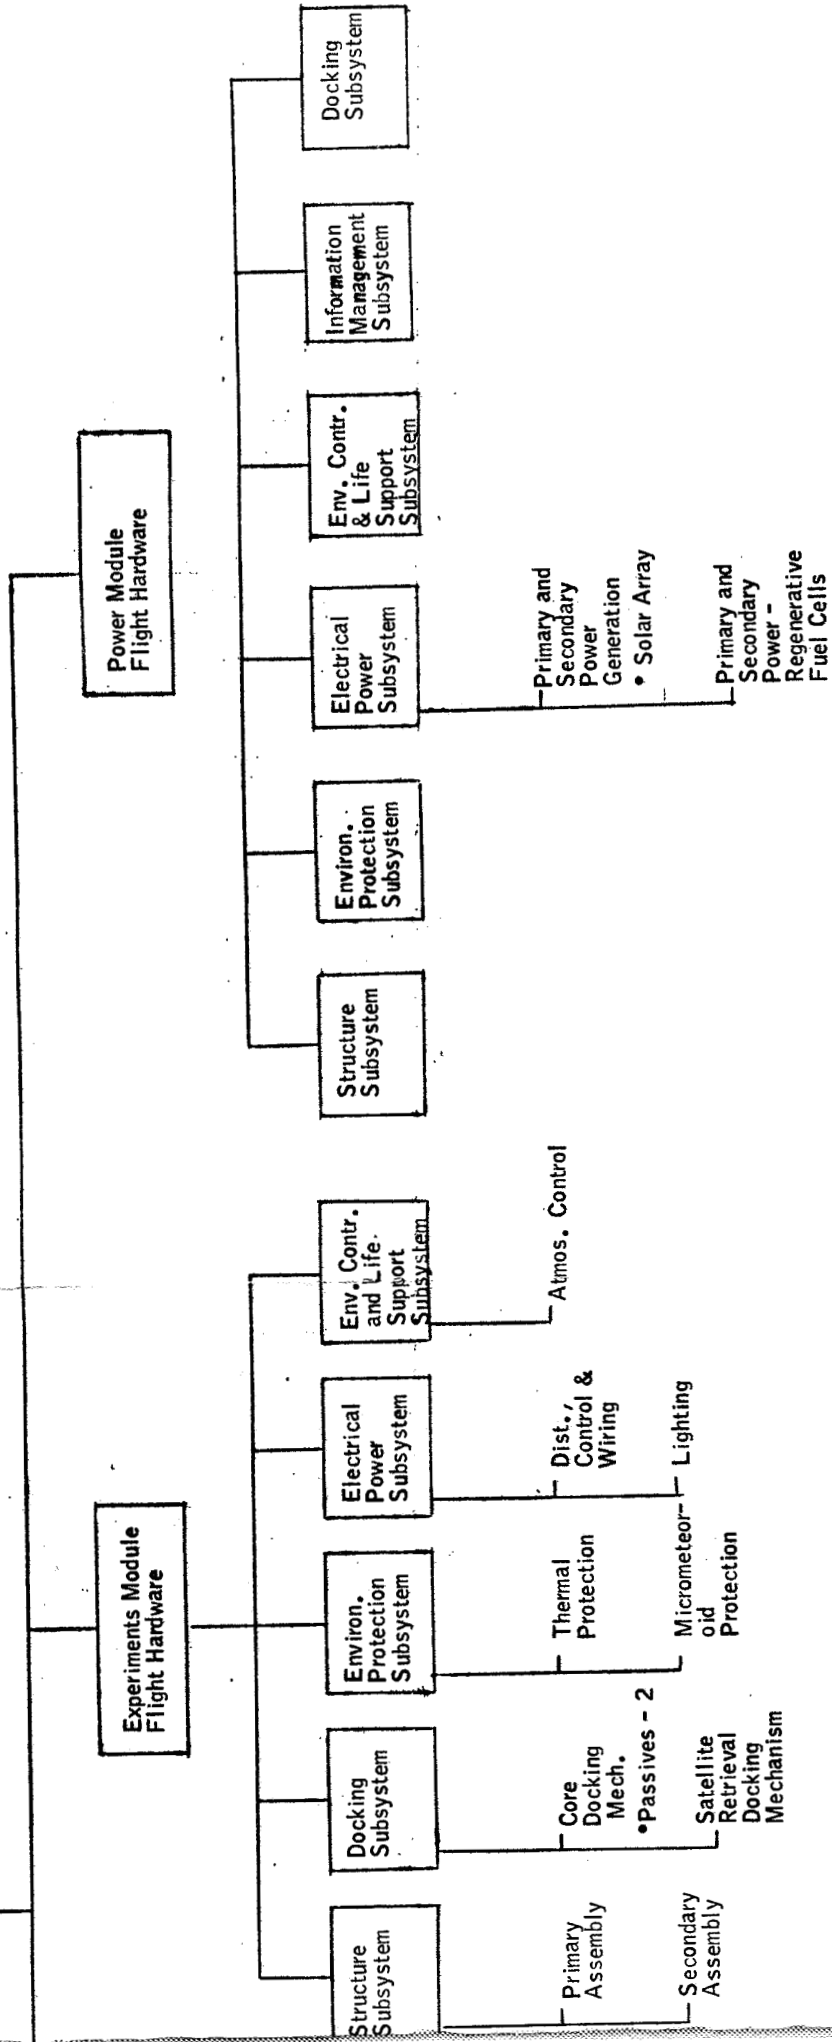 Experiments Module
Flight Hardware
Structure
Subsystem
Primary
Assembly
Secondary
Assembly
Docking
Subsystem
Core
Docking
Mech.
•Passives - 2
Satellite
Retrieval
Docking
Mechanism
Environ.
Protection
Subsystem
Thermal
Protection
Micrometeor-
oid
Protection
Electrical
Power
Subsystem
Dist.,
Control &
Wiring
Lighting
Env. Contr.
and Life
Support
Subsystem
Atmos. Control
Power Module
Flight Hardware
Structure
Subsystem
Environ.
Protection
Subsystem
Electrical
Power
Subsystem
Primary and
Secondary
Power
Generation
• Solar Array
Primary and
Secondary
Power -
Regenerative
Fuel Cells
Env. Contr.
& Life
Support
Subsystem
Information
Management
Subsystem
Docking
Subsystem